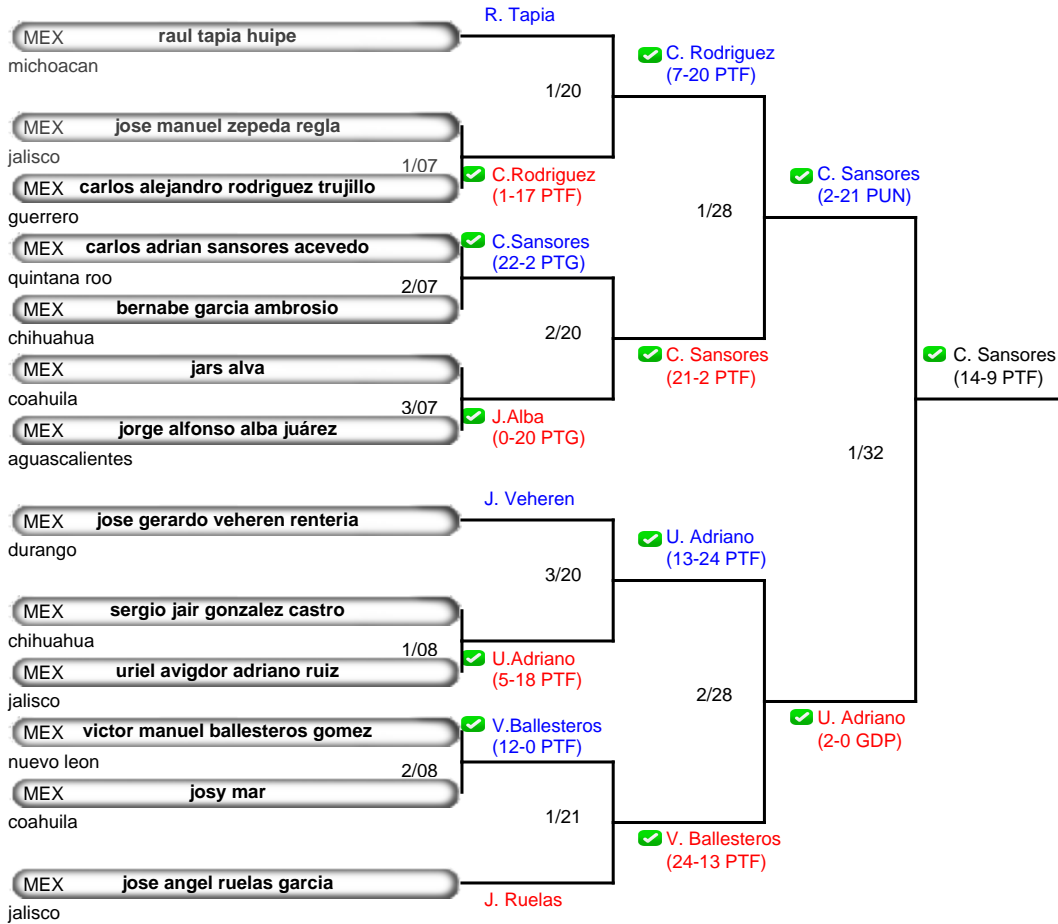 R. Tapia
MEX raul tapia huipe
michoacan
C. Rodriguez
(7-20 PTF)
1/20
MEX jose manuel zepeda regla
jalisco
1/07
MEX carlos alejandro rodriguez trujillo
guerrero
C.Rodriguez
(1-17 PTF)
C. Sansores
(2-21 PUN)
1/28
MEX carlos adrian sansores acevedo
quintana roo
C.Sansores
(22-2 PTG)
2/07
MEX bernabe garcia ambrosio
chihuahua
2/20
MEX jars alva
coahuila
C. Sansores
(21-2 PTF)
C. Sansores
(14-9 PTF)
3/07
MEX jorge alfonso alba juárez
aguascalientes
J.Alba
(0-20 PTG)
1/32
J. Veheren
MEX jose gerardo veheren renteria
durango
U. Adriano
(13-24 PTF)
3/20
MEX sergio jair gonzalez castro
chihuahua
1/08
MEX uriel avigdor adriano ruiz
jalisco
U.Adriano
(5-18 PTF)
2/28
MEX victor manuel ballesteros gomez
nuevo leon
V.Ballesteros
(12-0 PTF)
U. Adriano
(2-0 GDP)
2/08
MEX josy mar
coahuila
1/21
V. Ballesteros
(24-13 PTF)
MEX jose angel ruelas garcia
jalisco
J. Ruelas